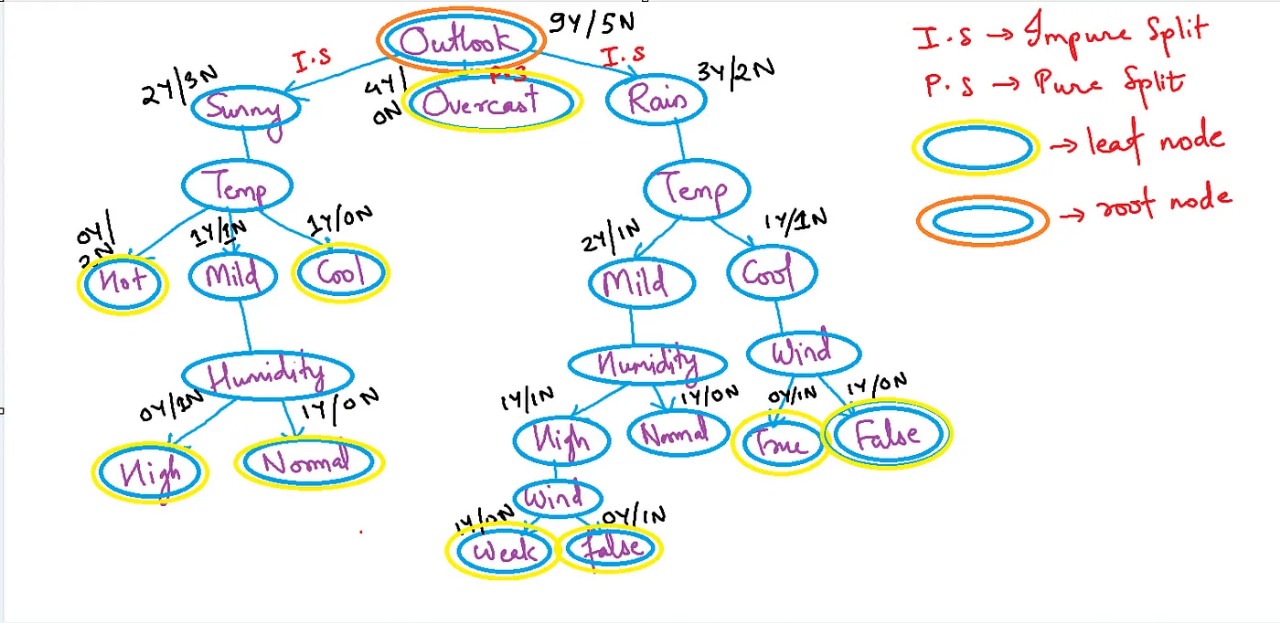 Outlook
9Y/5N
I.S
P.S
I.S
2Y/3N
Sunny
4Y/
0N
Overcast
Rain
3Y/2N
Temp
0Y/
2N
1Y/1N
1Y/0N
Hot
Mild
Cool
Humidity
0Y/1N
1Y/0N
High
Normal
Temp
2Y/1N
1Y/1N
Mild
Cool
Humidity
Wind
1Y/1N
1Y/0N
0Y/1N
1Y/0N
High
Normal
True
False
Wind
1Y/0N
0Y/1N
Weak
False
I.S → Impure Split
P.S → Pure Split
→ leaf node
→ root node